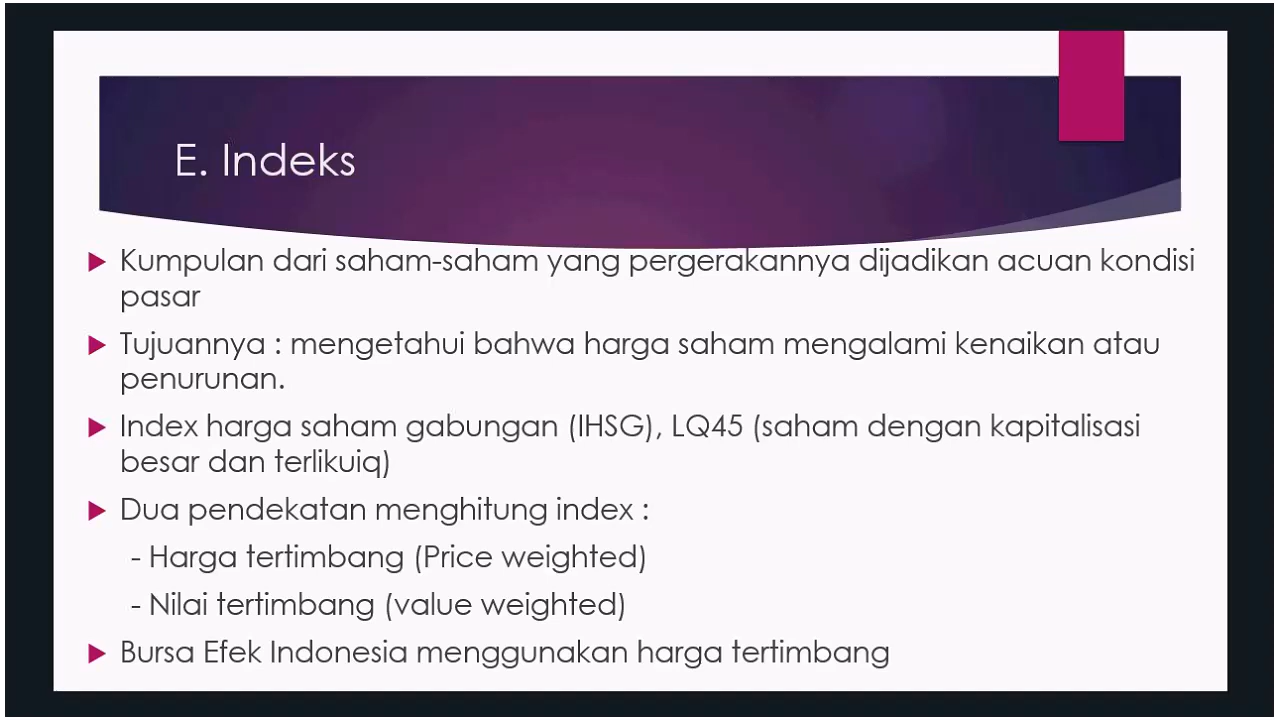 E. Indeks
Kumpulan dari saham-saham yang pergerakannya dijadikan acuan kondisi
pasar
Tujuannya : mengetahui bahwa harga saham mengalami kenaikan atau
penurunan.
Index harga saham gabungan (IHSG), LQ45 (saham dengan kapitalisasi
besar dan terlikuiq)
Dua pendekatan menghitung index :
- Harga tertimbang (Price weighted)
- Nilai tertimbang (value weighted)
Bursa Efek Indonesia menggunakan harga tertimbang